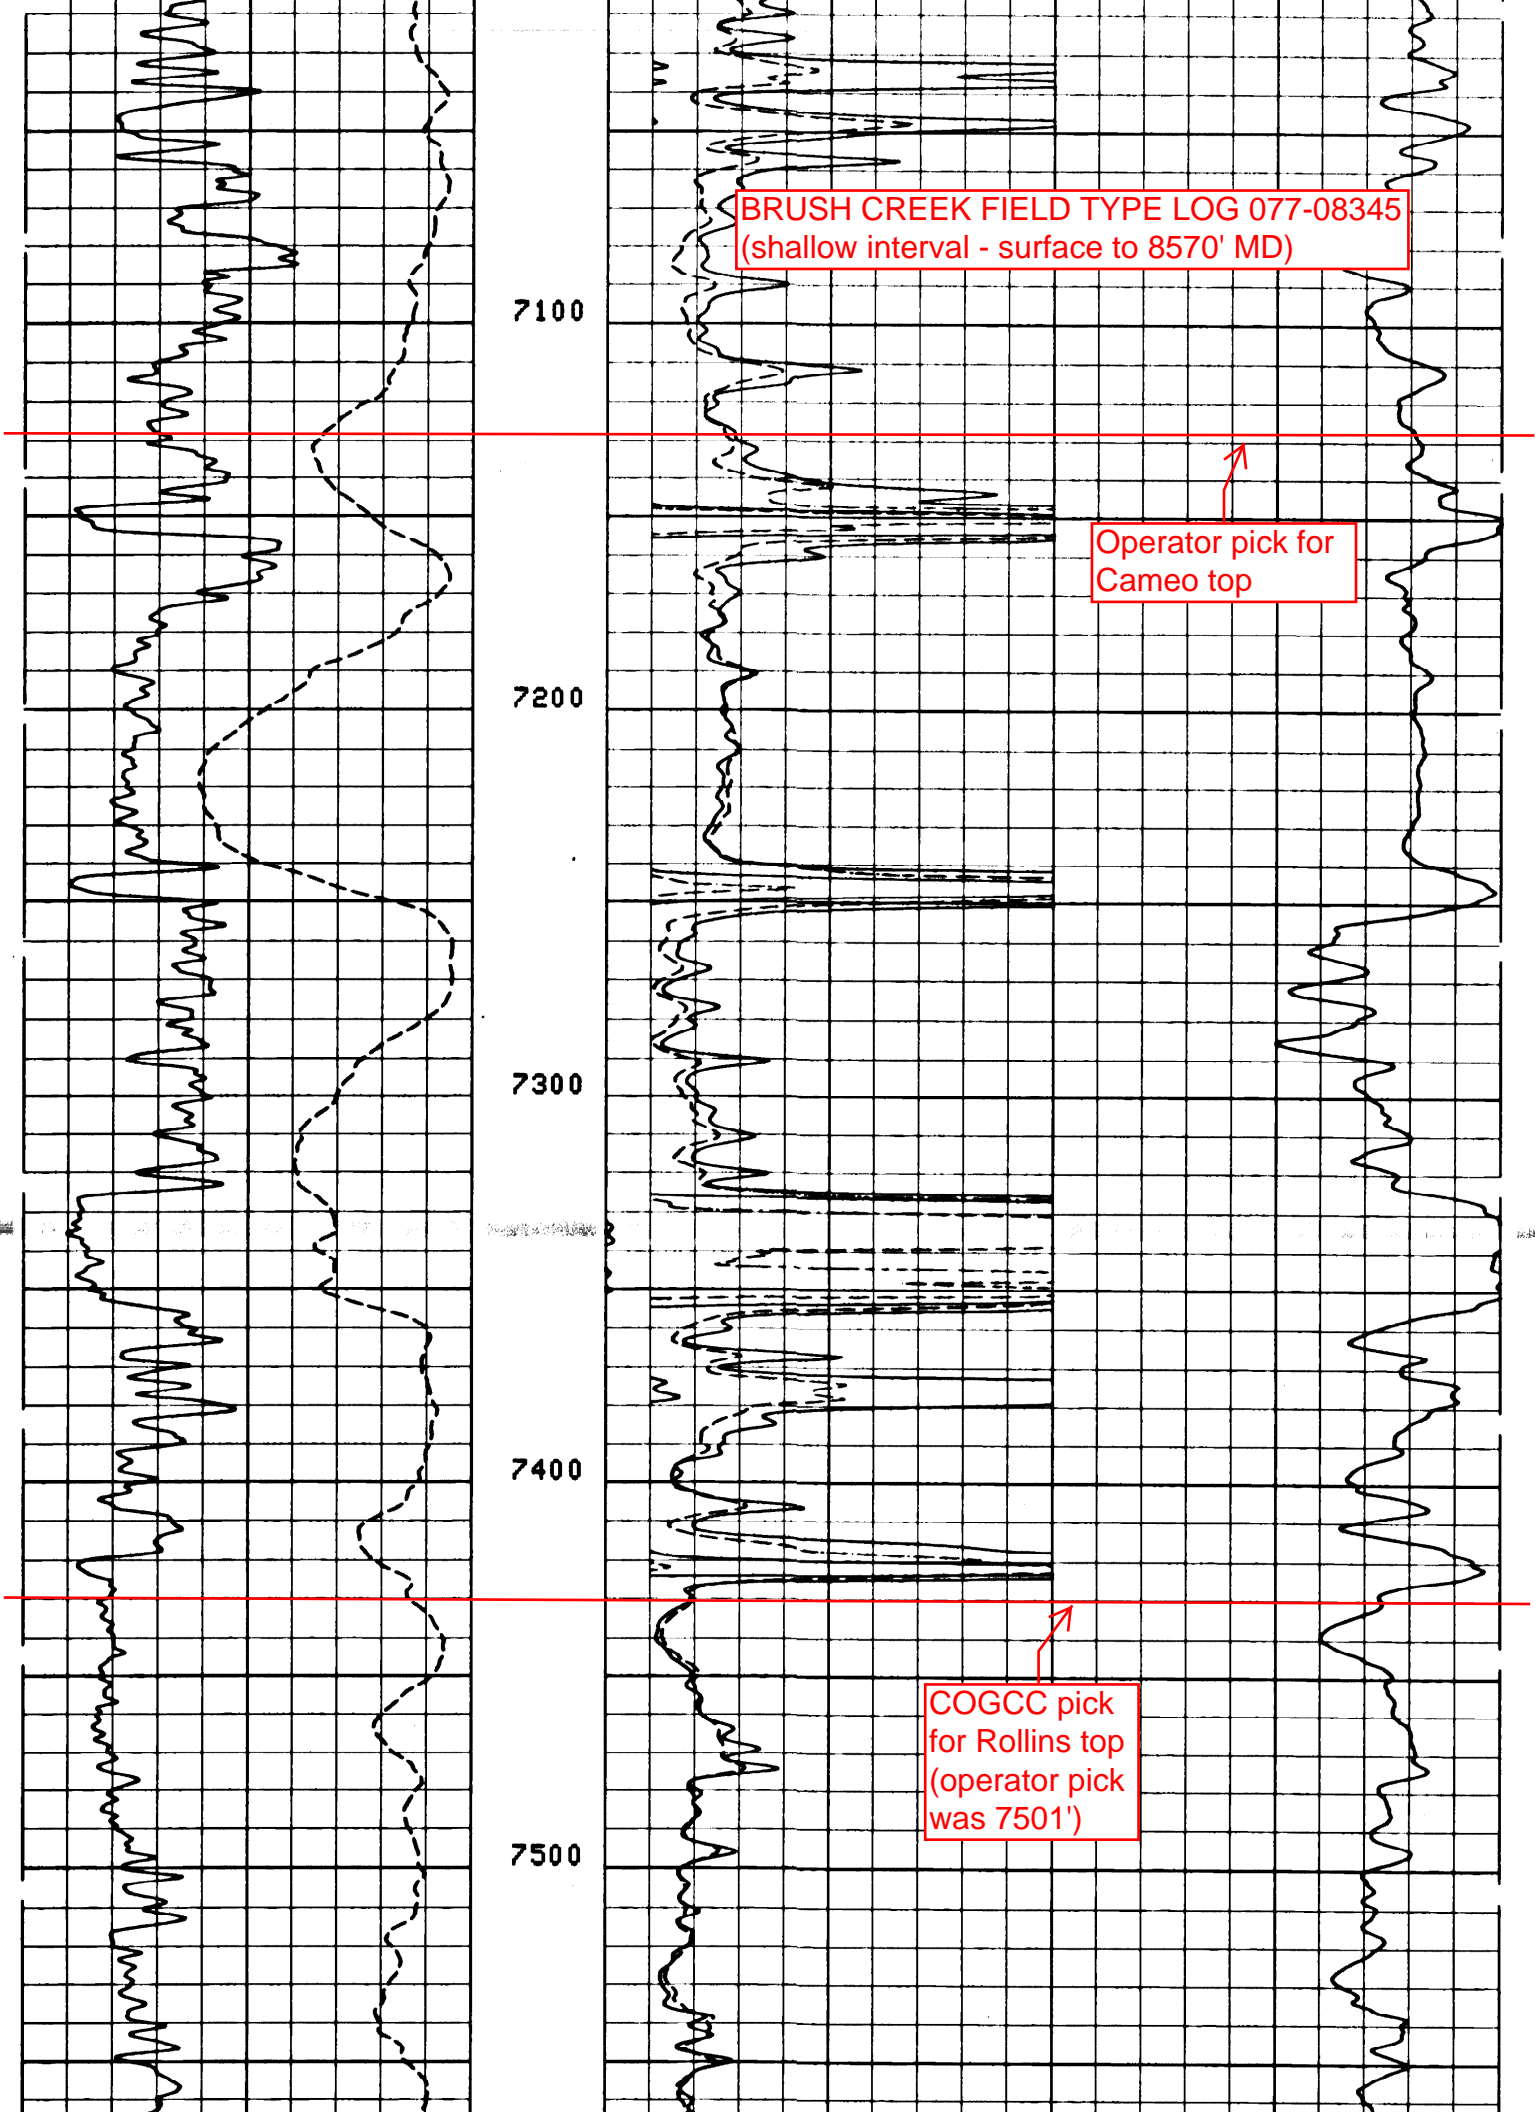 BRUSH CREEK FIELD TYPE LOG 077-08345
(shallow interval - surface to 8570' MD)
7100
Operator pick for
Cameo top
7200
7300
7400
COGCC pick
for Rollins top
(operator pick
was 7501')
7500